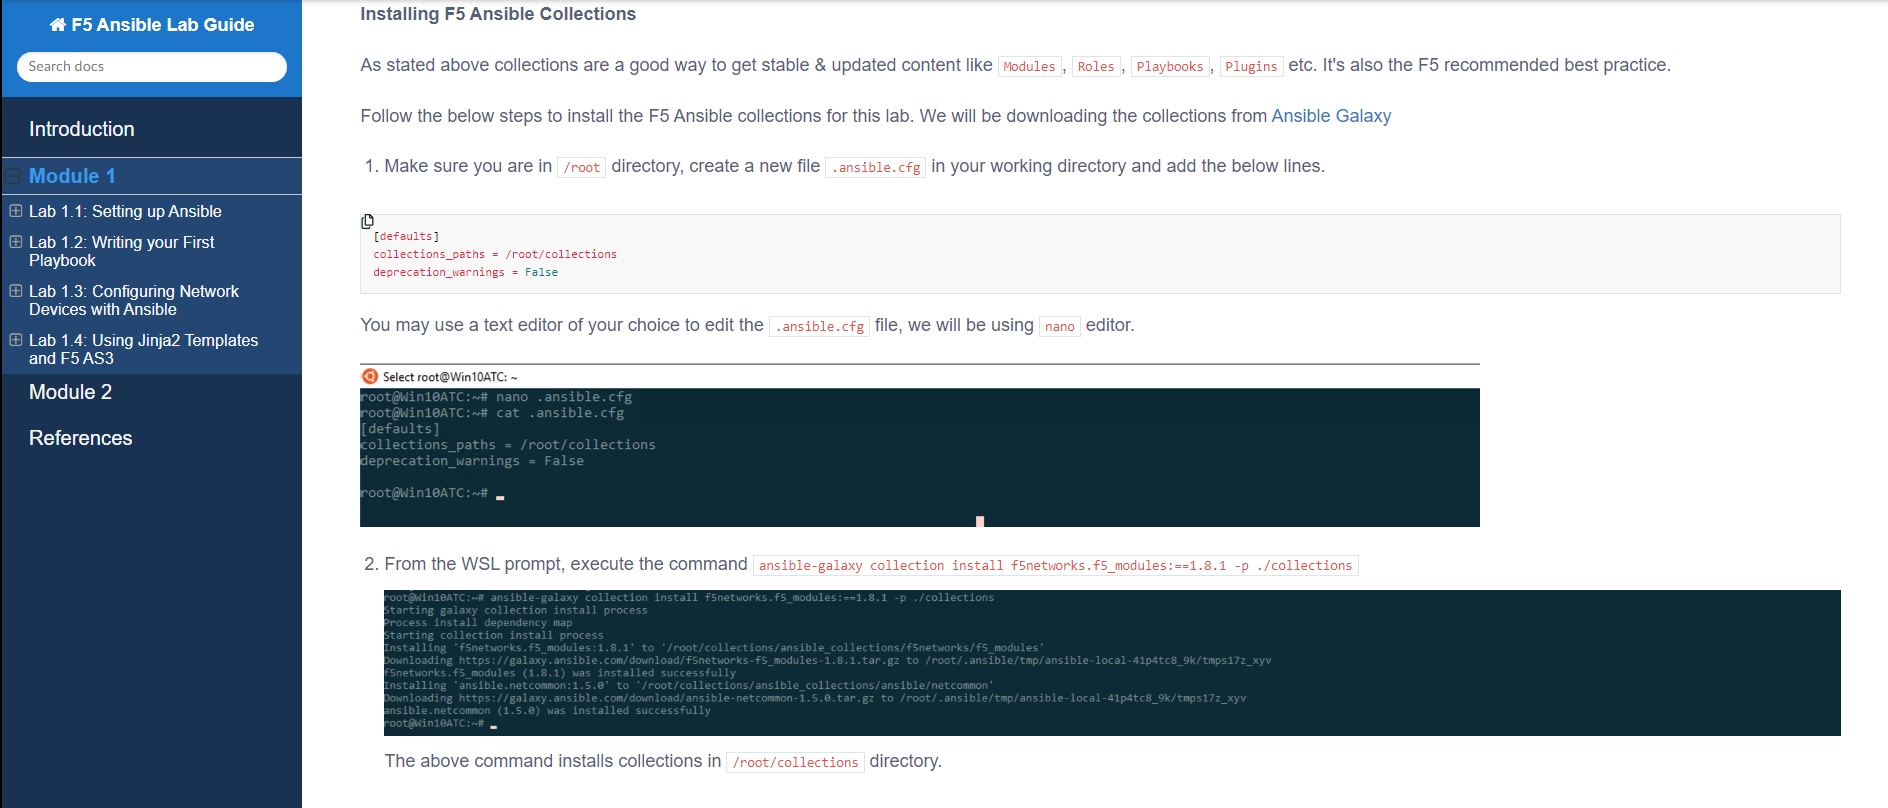 F5 Ansible Lab Guide
Search docs
Introduction
Module 1
Lab 1.1: Setting up Ansible
Lab 1.2: Writing your First
Playbook
Lab 1.3: Configuring Network
Devices with Ansible
Lab 1.4: Using Jinja2 Templates
and F5 AS3
Module 2
References
Installing F5 Ansible Collections
As stated above collections are a good way to get stable & updated content like Modules, Roles, Playbooks, Plugins etc. It's also the F5 recommended best practice.
Follow the below steps to install the F5 Ansible collections for this lab. We will be downloading the collections from Ansible Galaxy
1. Make sure you are in /root directory, create a new file .ansible.cfg in your working directory and add the below lines.
[defaults]
collections_paths = /root/collections
deprecation_warnings = False
You may use a text editor of your choice to edit the .ansible.cfg file, we will be using nano editor.
Select root@Win10ATC: ~
root@Win10ATC:~# nano .ansible.cfg
root@Win10ATC:~# cat .ansible.cfg
[defaults]
collections_paths = /root/collections
deprecation_warnings = False
root@Win10ATC:~#
2. From the WSL prompt, execute the command ansible-galaxy collection install f5networks.f5_modules:==1.8.1 -p ./collections
root@Win10ATC:~# ansible-galaxy collection install f5networks.f5_modules:==1.8.1 -p ./collections
Starting galaxy collection install process
Process install dependency map
Starting collection install process
Installing 'f5networks.f5_modules:1.8.1' to '/root/collections/ansible_collections/f5networks/f5_modules'
Downloading https://galaxy.ansible.com/download/f5networks-f5_modules-1.8.1.tar.gz to /root/.ansible/tmp/ansible-local-41p4tc8_9k/tmps17z_xyv
f5networks.f5_modules (1.8.1) was installed successfully
Installing 'ansible.netcommon:1.5.0' to '/root/collections/ansible_collections/ansible/netcommon'
Downloading https://galaxy.ansible.com/download/ansible-netcommon-1.5.0.tar.gz to /root/.ansible/tmp/ansible-local-41p4tc8_9k/tmps17z_xyv
ansible.netcommon (1.5.0) was installed successfully
root@Win10ATC:~#
The above command installs collections in /root/collections directory.